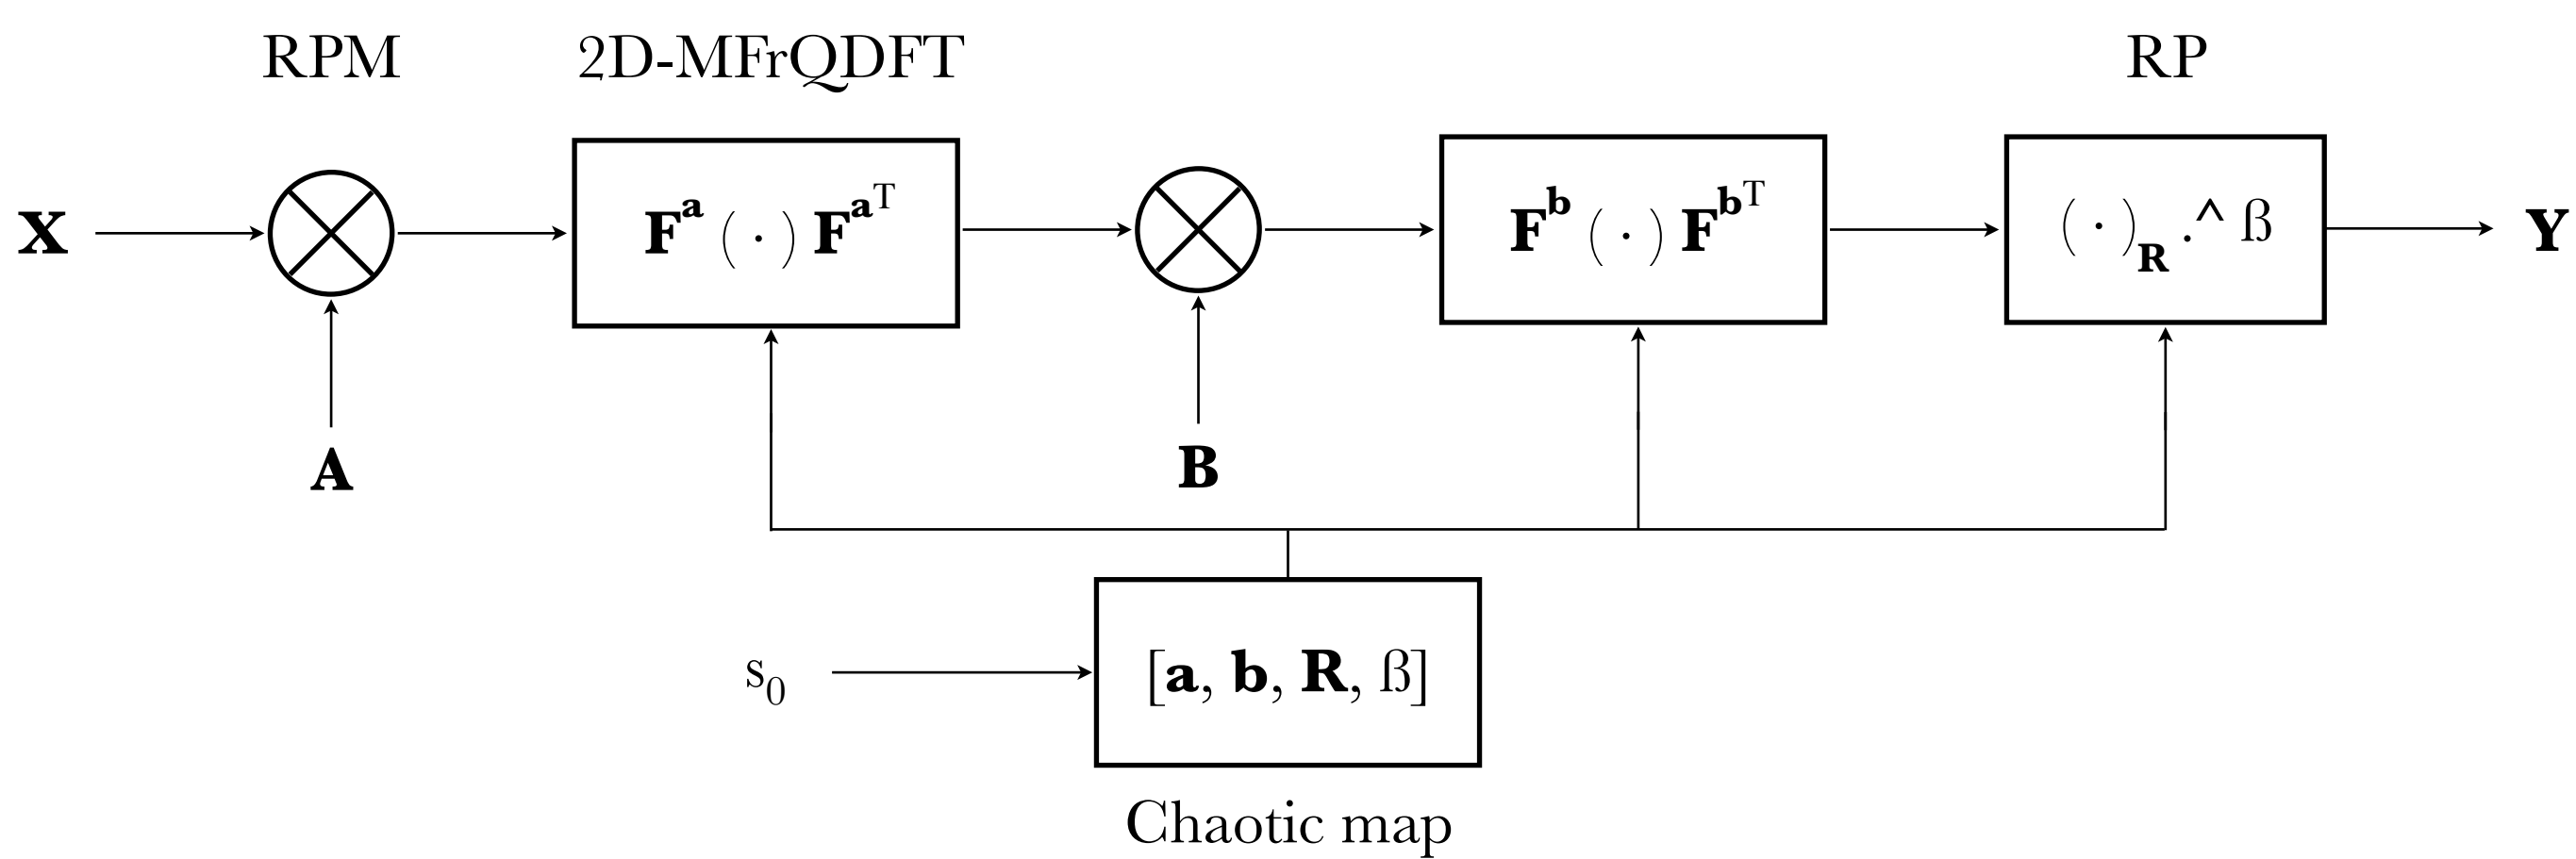 RPM 2D-MFrQDFT RP
X F^a (·) F^a^T F^b (·) F^b^T (·)_R .^ ß Y
A B
s_0 [a, b, R, ß]
Chaotic map